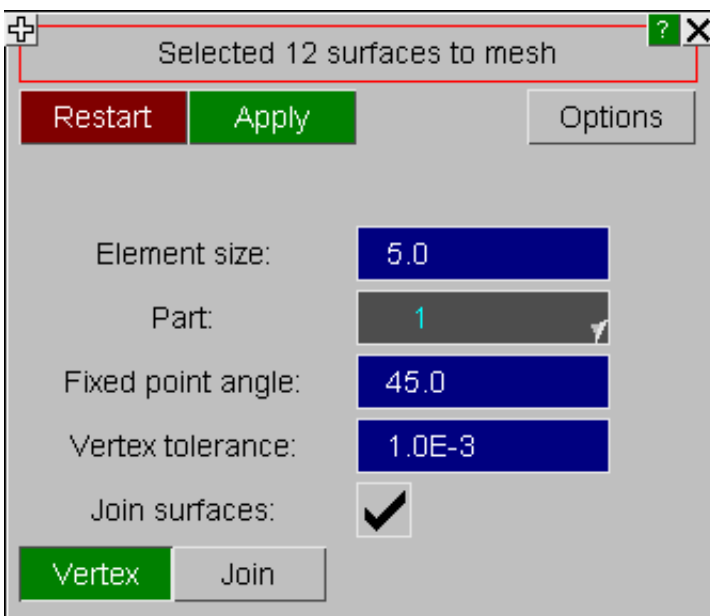 ?
Selected 12 surfaces to mesh
Restart Apply Options
Element size: 5.0
Part: 1
Fixed point angle: 45.0
Vertex tolerance: 1.0E-3
Join surfaces:
Vertex Join